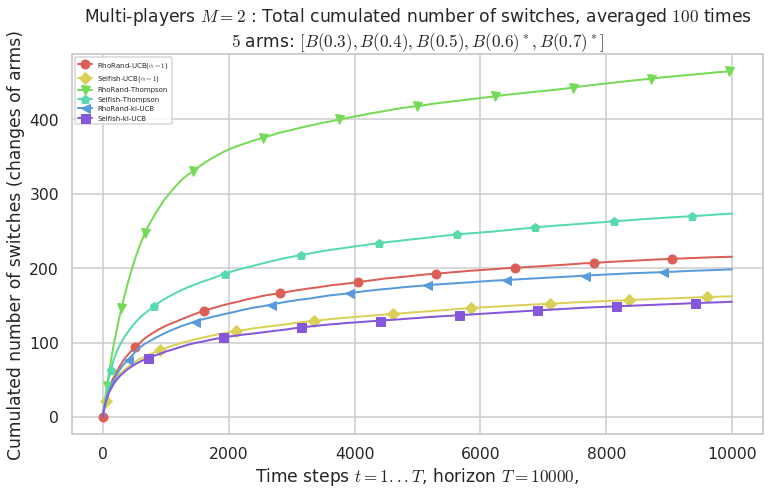 Multi-players M = 2 : Total cumulated number of switches, averaged 100 times
5 arms: [B(0.3), B(0.4), B(0.5), B(0.6)*, B(0.7)*]
Cumulated number of switches (changes of arms)
RhoRand-UCB(α=1)
Selfish-UCB(α=1)
RhoRand-Thompson
Selfish-Thompson
RhoRand-kl-UCB
Selfish-kl-UCB
400
300
200
100
0
0 2000 4000 6000 8000 10000
Time steps t = 1...T, horizon T = 10000,